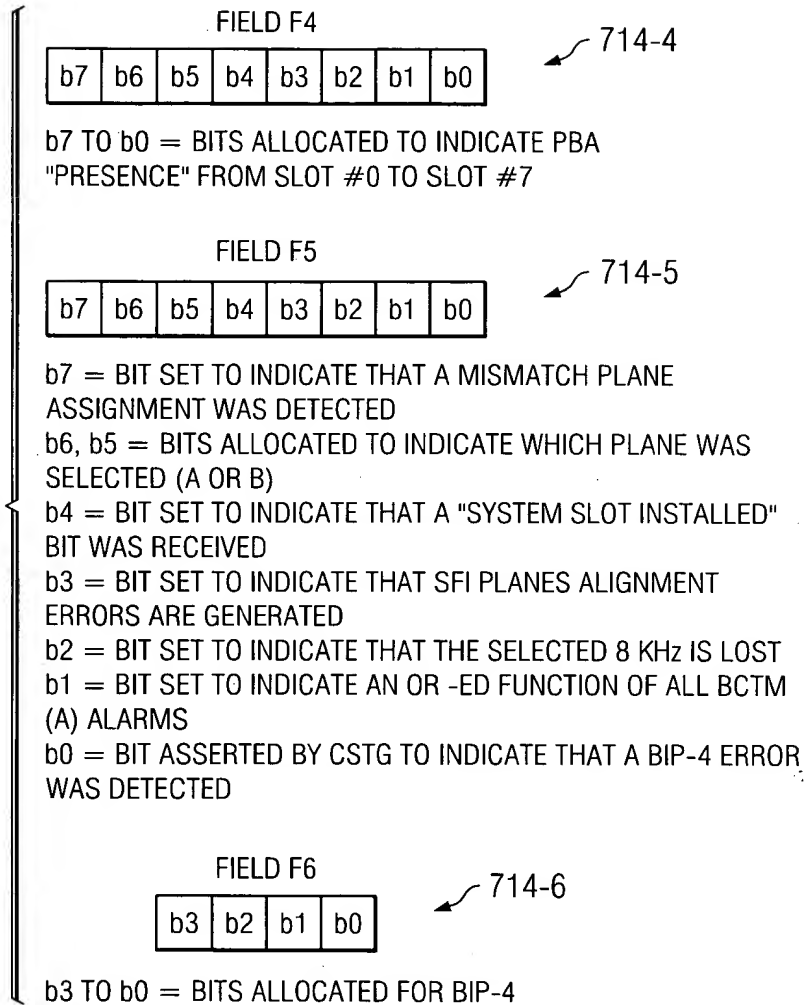 FIELD F4
714-4
b7 b6 b5 b4 b3 b2 b1 b0
b7 TO b0 = BITS ALLOCATED TO INDICATE PBA
"PRESENCE" FROM SLOT #0 TO SLOT #7
FIELD F5
714-5
b7 b6 b5 b4 b3 b2 b1 b0
b7 = BIT SET TO INDICATE THAT A MISMATCH PLANE
ASSIGNMENT WAS DETECTED
b6, b5 = BITS ALLOCATED TO INDICATE WHICH PLANE WAS
SELECTED (A OR B)
b4 = BIT SET TO INDICATE THAT A "SYSTEM SLOT INSTALLED"
BIT WAS RECEIVED
b3 = BIT SET TO INDICATE THAT SFI PLANES ALIGNMENT
ERRORS ARE GENERATED
b2 = BIT SET TO INDICATE THAT THE SELECTED 8 KHz IS LOST
b1 = BIT SET TO INDICATE AN OR -ED FUNCTION OF ALL BCTM
(A) ALARMS
b0 = BIT ASSERTED BY CSTG TO INDICATE THAT A BIP-4 ERROR
WAS DETECTED
FIELD F6
714-6
b3 b2 b1 b0
b3 TO b0 = BITS ALLOCATED FOR BIP-4